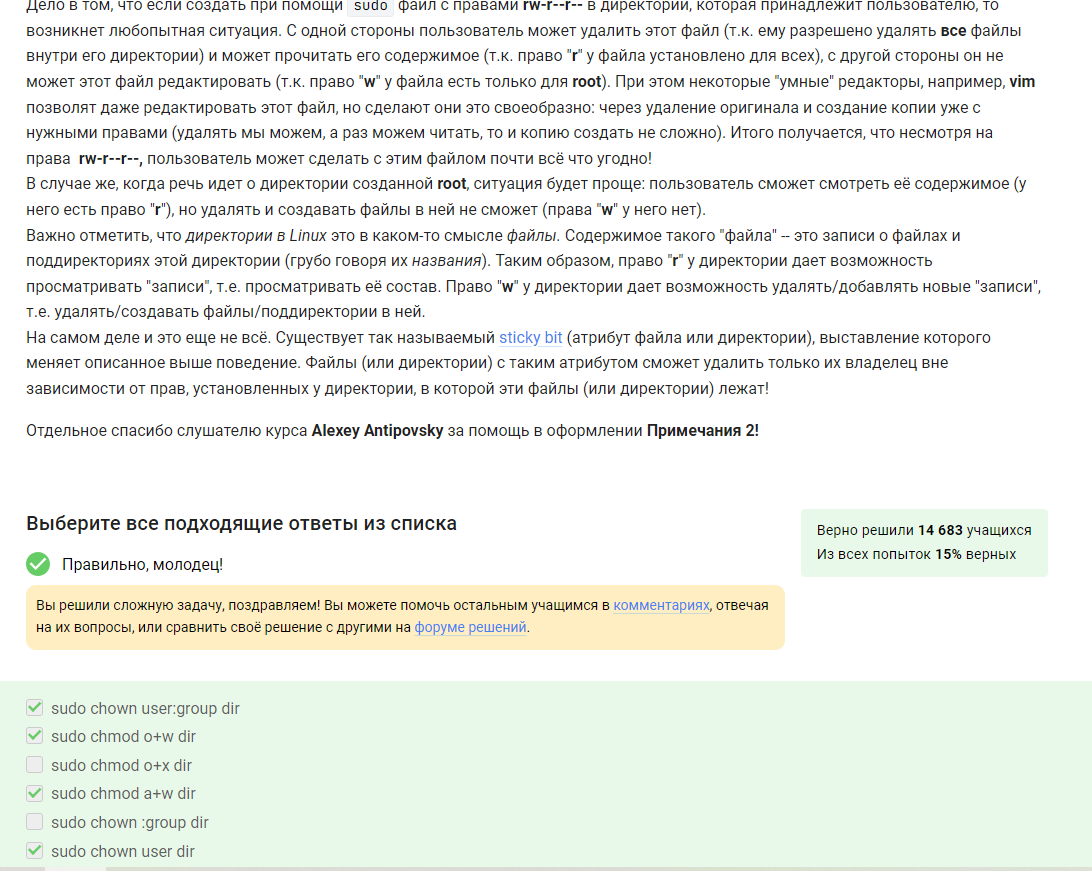 Дело в том, что если создать при помощи sudo файл с правами rw-r--r-- в директории, которая принадлежит пользователю, то
возникнет любопытная ситуация. С одной стороны пользователь может удалить этот файл (т.к. ему разрешено удалять все файлы
внутри его директории) и может прочитать его содержимое (т.к. право "r" у файла установлено для всех), с другой стороны он не
может этот файл редактировать (т.к. право "w" у файла есть только для root). При этом некоторые "умные" редакторы, например, vim
позволят даже редактировать этот файл, но сделают они это своеобразно: через удаление оригинала и создание копии уже с
нужными правами (удалять мы можем, а раз можем читать, то и копию создать не сложно). Итого получается, что несмотря на
права rw-r--r--, пользователь может сделать с этим файлом почти всё что угодно!
В случае же, когда речь идет о директории созданной root, ситуация будет проще: пользователь сможет смотреть её содержимое (у
него есть право "r"), но удалять и создавать файлы в ней не сможет (права "w" у него нет).
Важно отметить, что директории в Linux это в каком-то смысле файлы. Содержимое такого "файла" -- это записи о файлах и
поддиректориях этой директории (грубо говоря их названия). Таким образом, право "r" у директории дает возможность
просматривать "записи", т.е. просматривать её состав. Право "w" у директории дает возможность удалять/добавлять новые "записи",
т.е. удалять/создавать файлы/поддиректории в ней.
На самом деле и это еще не всё. Существует так называемый sticky bit (атрибут файла или директории), выставление которого
меняет описанное выше поведение. Файлы (или директории) с таким атрибутом сможет удалить только их владелец вне
зависимости от прав, установленных у директории, в которой эти файлы (или директории) лежат!
Отдельное спасибо слушателю курса Alexey Antipovsky за помощь в оформлении Примечания 2!
Выберите все подходящие ответы из списка
Верно решили 14 683 учащихся
Из всех попыток 15% верных
Правильно, молодец!
Вы решили сложную задачу, поздравляем! Вы можете помочь остальным учащимся в комментариях, отвечая
на их вопросы, или сравнить своё решение с другими на форуме решений.
sudo chown user:group dir
sudo chmod o+w dir
sudo chmod o+x dir
sudo chmod a+w dir
sudo chown :group dir
sudo chown user dir